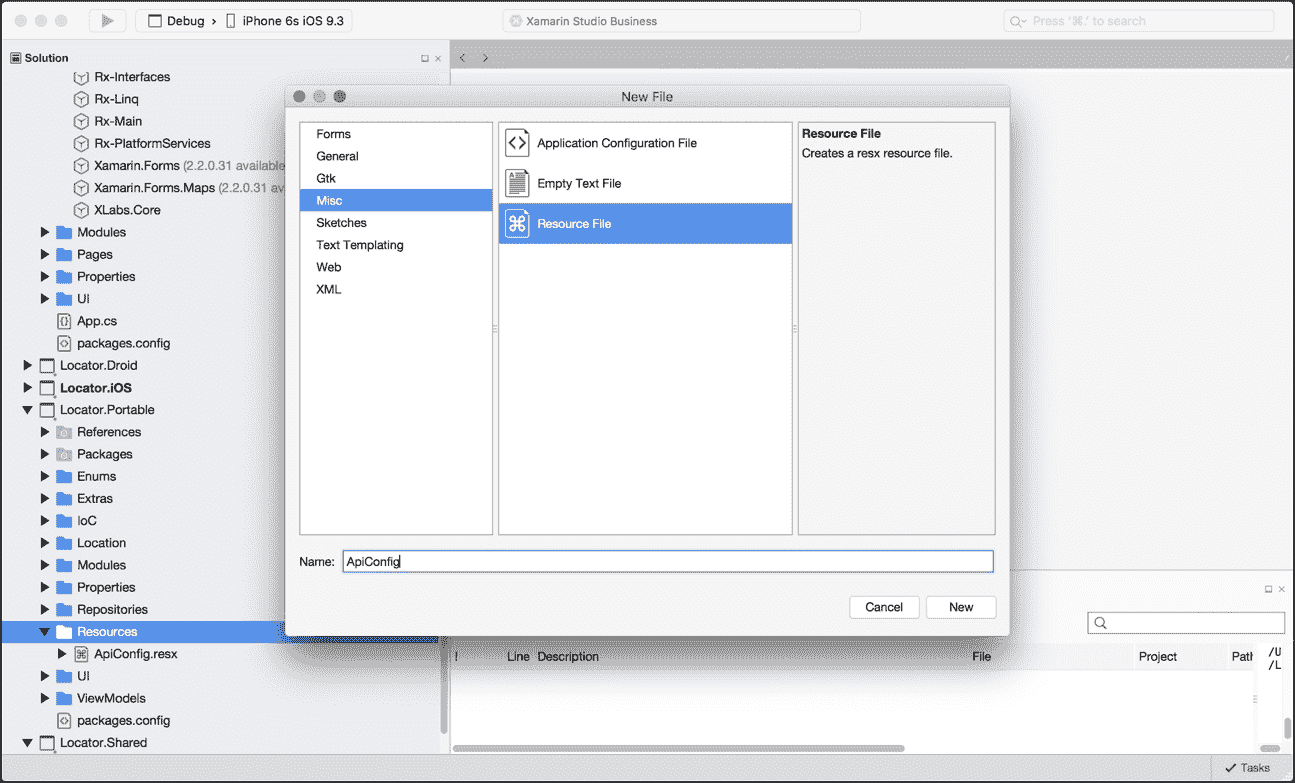 Debug > iPhone 6s iOS 9.3
Xamarin Studio Business
Press '⌘.' to search
Solution
Rx-Interfaces
Rx-Linq
Rx-Main
Rx-PlatformServices
Xamarin.Forms (2.2.0.31 available
Xamarin.Forms.Maps (2.2.0.31 av
XLabs.Core
Modules
Pages
Properties
UI
App.cs
packages.config
Locator.Droid
Locator.iOS
Locator.Portable
References
Packages
Enums
Extras
IoC
Location
Modules
Properties
Repositories
Resources
ApiConfig.resx
UI
ViewModels
packages.config
Locator.Shared
New File
Forms
General
Gtk
Misc
Sketches
Text Templating
Web
XML
Application Configuration File
Empty Text File
Resource File
Resource File
Creates a resx resource file.
Name: ApiConfig
Cancel New
! Line Description File Project Path
/U
/L
Tasks